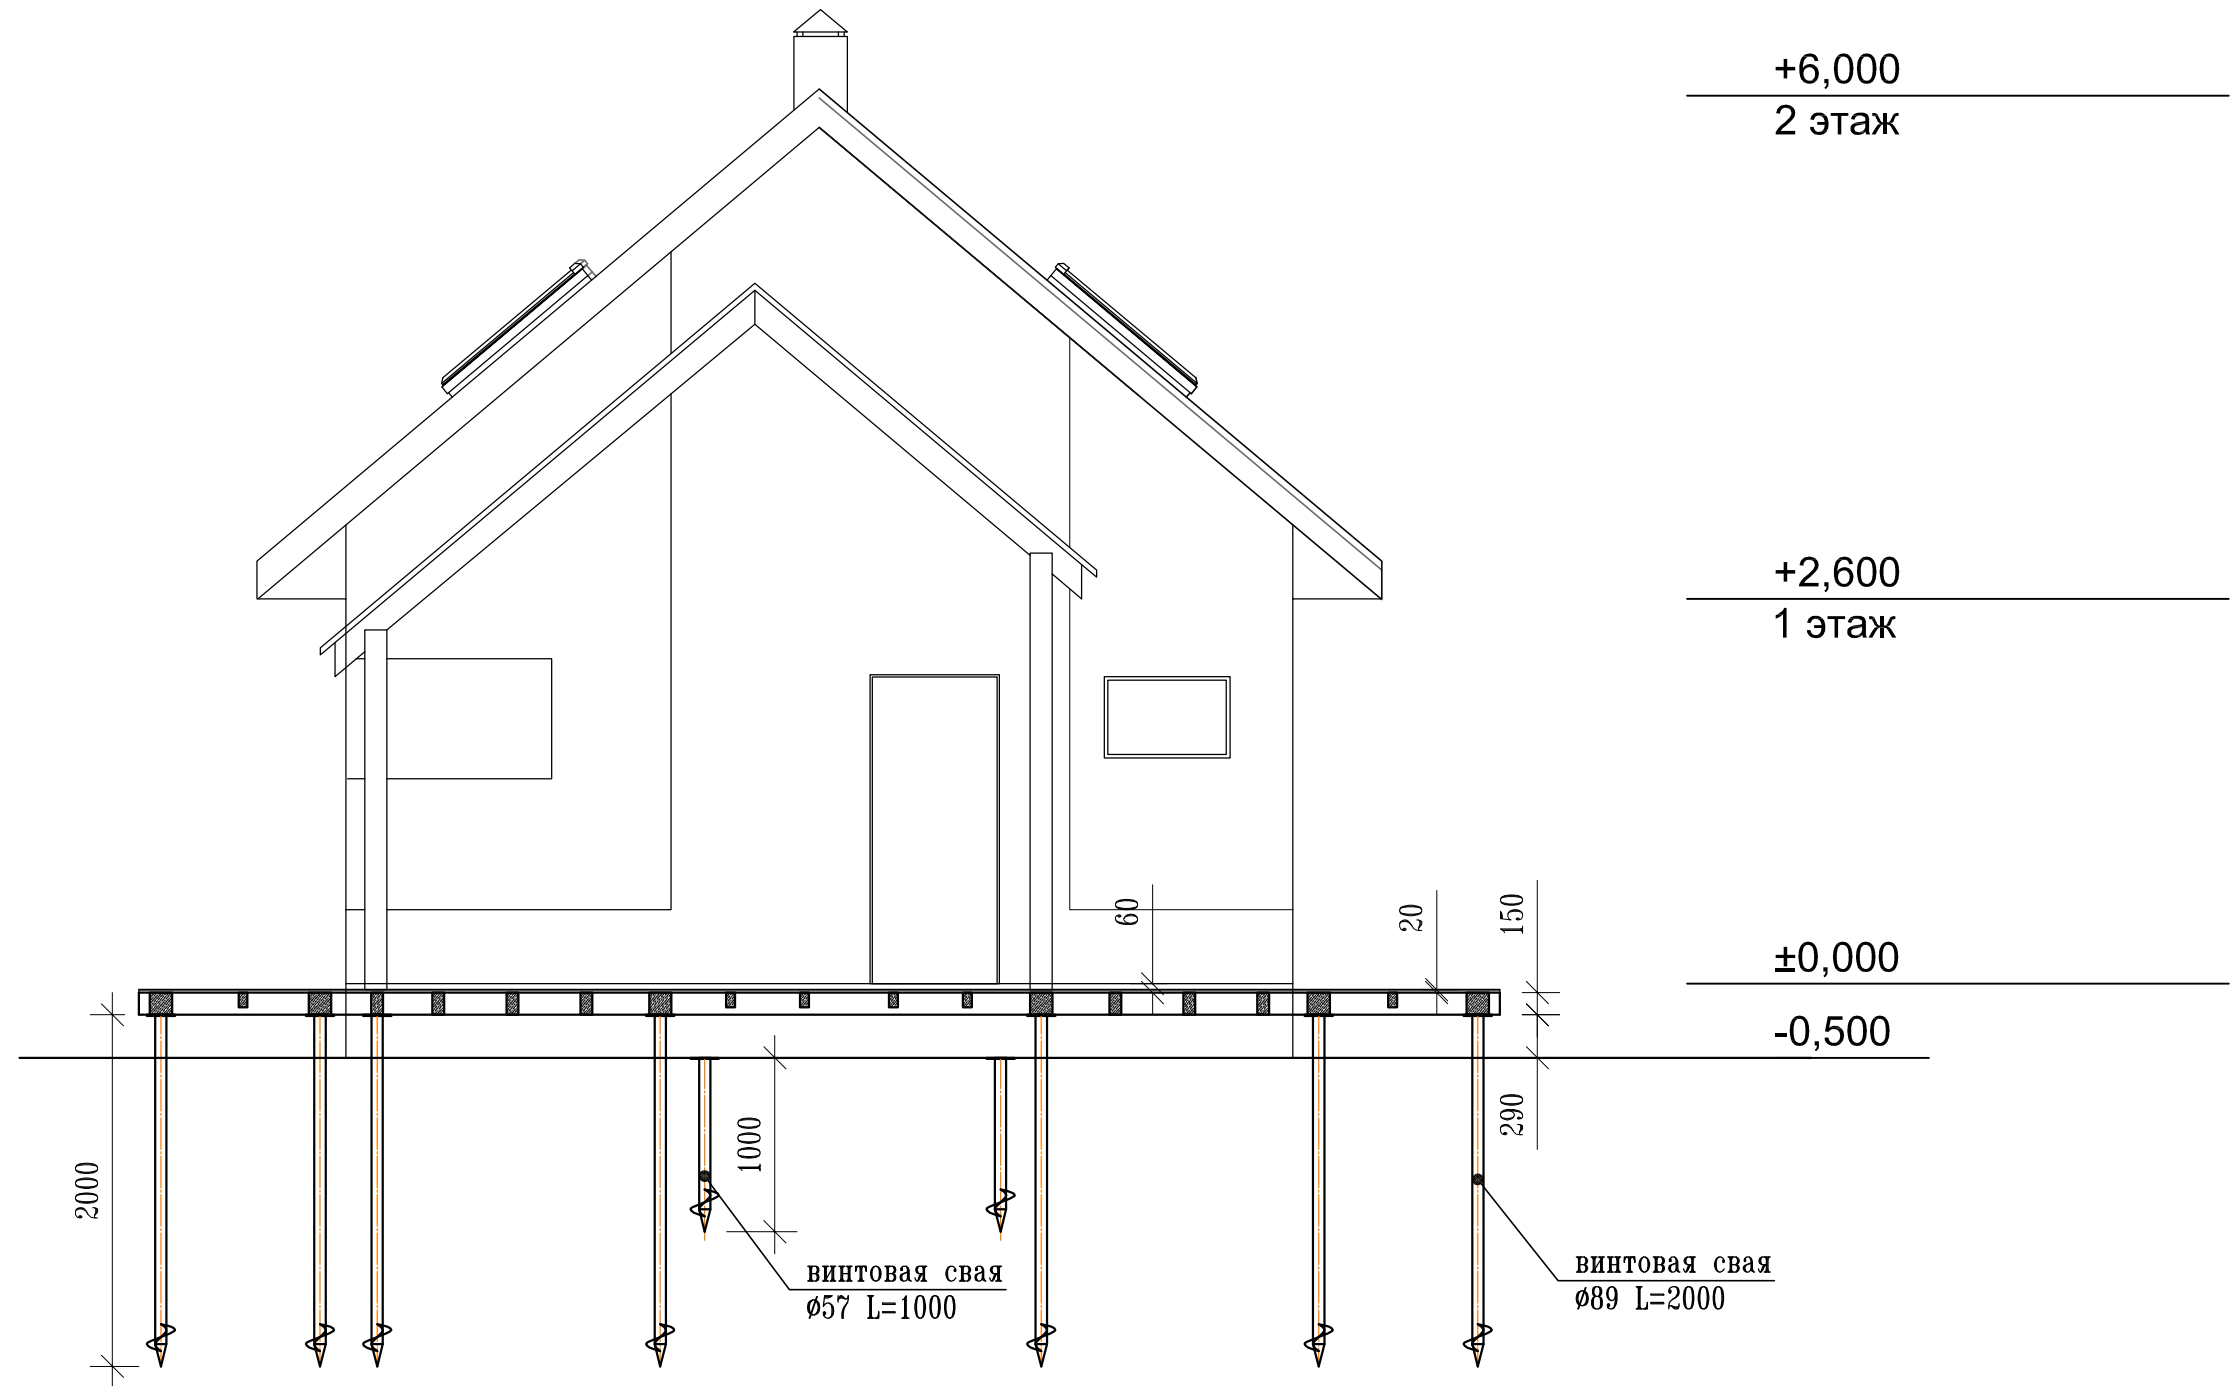 +6,000
2 этаж
+2,600
1 этаж
60
20
150
±0,000
-0,500
290
1000
2000
винтовая свая
ø57 L=1000
винтовая свая
ø89 L=2000